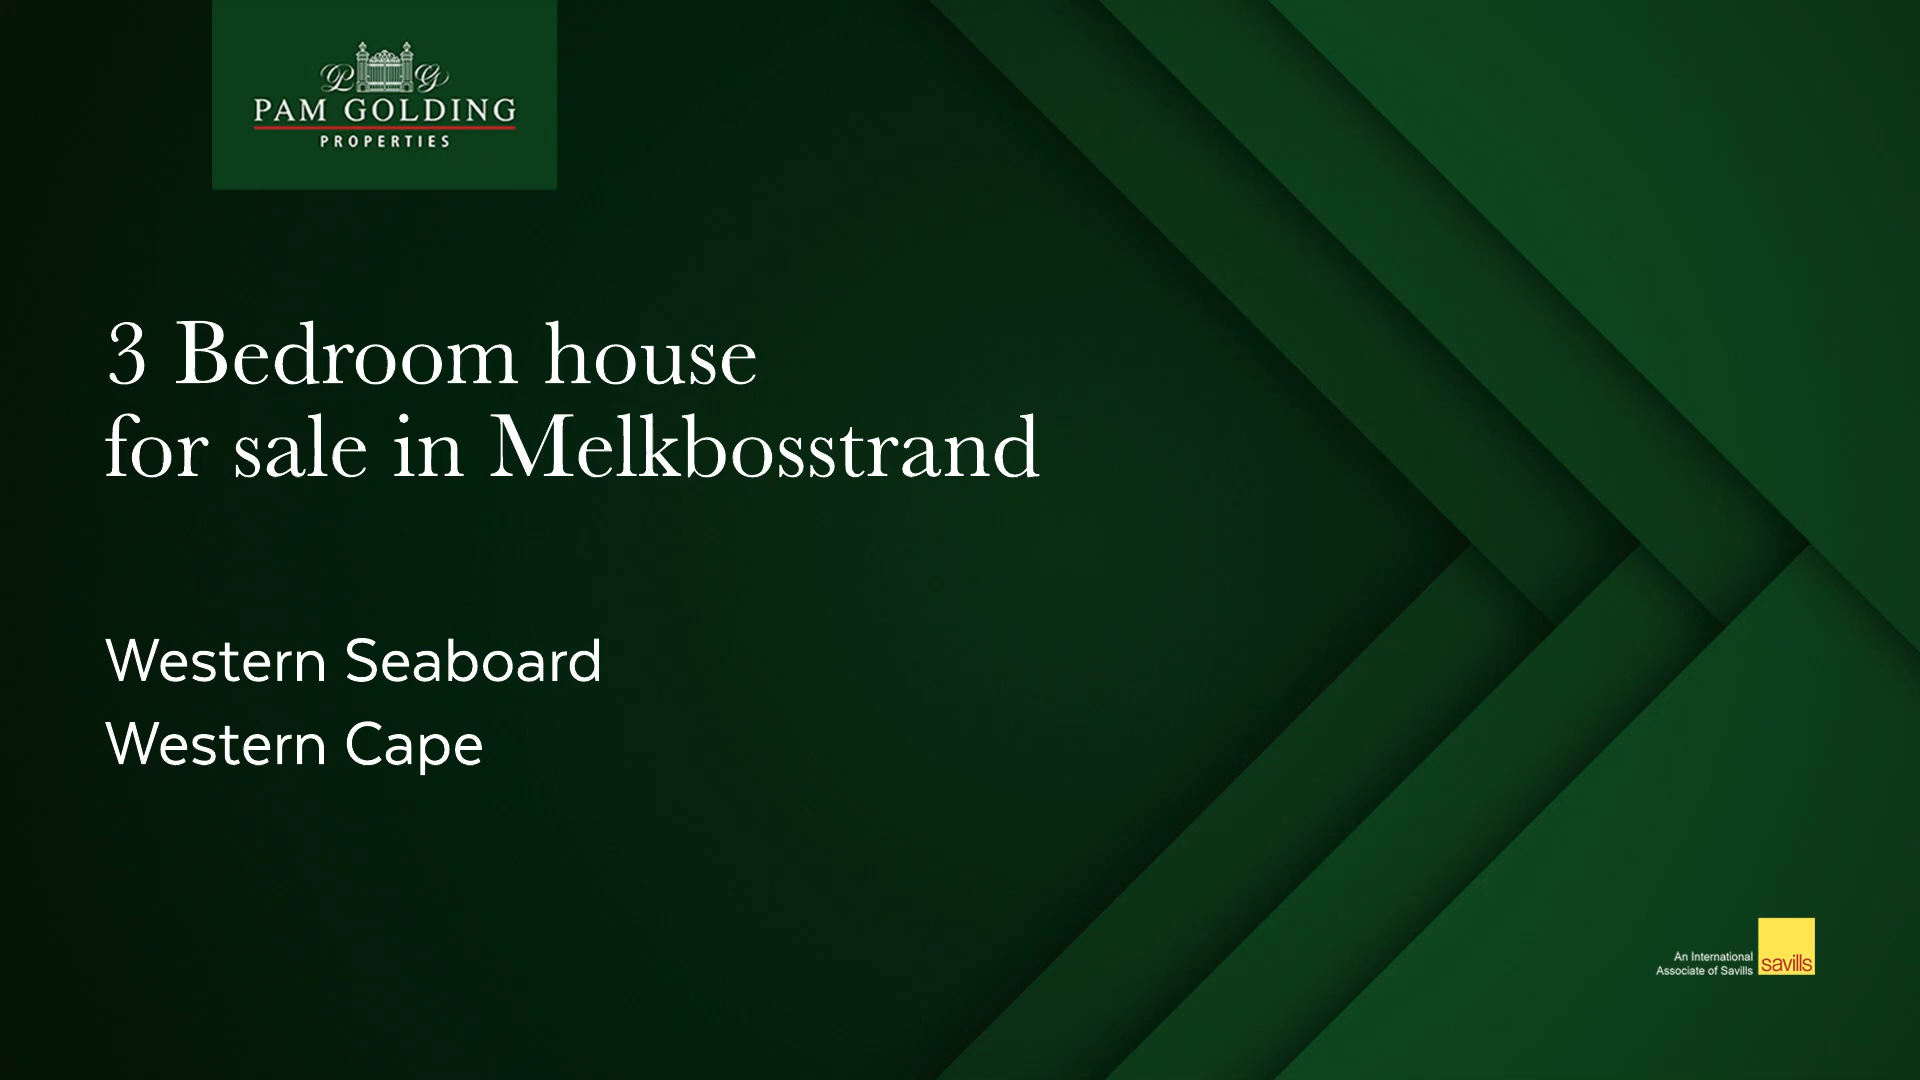 P G
PAM GOLDING
PROPERTIES
3 Bedroom house
for sale in Melkbosstrand
Western Seaboard
Western Cape
An International
Associate of Savills
savills